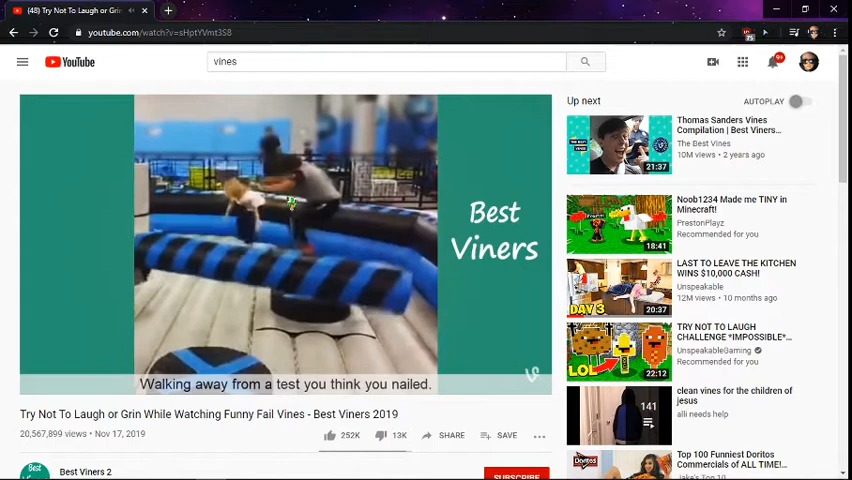 (48) Try Not To Laugh or Grin
youtube.com/watch?v=sHptYVmt3S8
75
YouTube
vines
9+
Up next
AUTOPLAY
Best
Viners
Walking away from a test you think you nailed.
Try Not To Laugh or Grin While Watching Funny Fail Vines - Best Viners 2019
20,567,899 views • Nov 17, 2019
252K
13K
SHARE
SAVE
Best
Best Viners 2
SUBSCRIBE
Thomas Sanders Vines
Compilation | Best Viners...
The Best Vines
10M views • 2 years ago
21:37
Noob1234 Made me TINY in
Minecraft!
PrestonPlayz
Recommended for you
18:41
LAST TO LEAVE THE KITCHEN
WINS $10,000 CASH!
Unspeakable
12M views • 10 months ago
DAY 3
20:37
TRY NOT TO LAUGH
CHALLENGE *IMPOSSIBLE*...
UnspeakableGaming
Recommended for you
LOL
22:12
clean vines for the children of
jesus
alli needs help
141
Top 100 Funniest Doritos
Commercials of ALL TIME!...
Jake's Top 10
Doritos